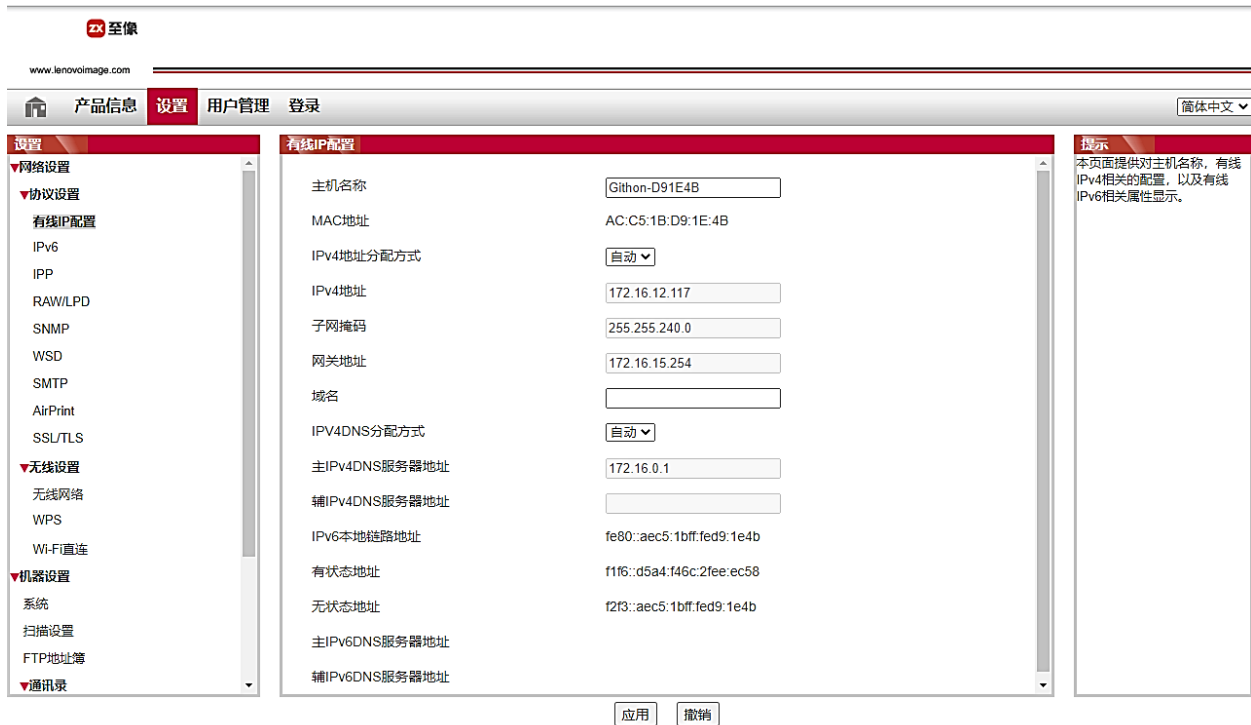 ZX 至像
www.lenovoimage.com
产品信息 设置 用户管理 登录 简体中文
设置
▼网络设置
▼协议设置
有线IP配置
IPv6
IPP
RAW/LPD
SNMP
WSD
SMTP
AirPrint
SSL/TLS
▼无线设置
无线网络
WPS
Wi-Fi直连
▼机器设置
系统
扫描设置
FTP地址簿
▼通讯录
有线IP配置
主机名称 Githon-D91E4B
MAC地址 AC:C5:1B:D9:1E:4B
IPv4地址分配方式 自动
IPv4地址 172.16.12.117
子网掩码 255.255.240.0
网关地址 172.16.15.254
域名
IPV4DNS分配方式 自动
主IPv4DNS服务器地址 172.16.0.1
辅IPv4DNS服务器地址
IPv6本地链路地址 fe80::aec5:1bff:fed9:1e4b
有状态地址 f1f6::d5a4:f46c:2fee:ec58
无状态地址 f2f3::aec5:1bff:fed9:1e4b
主IPv6DNS服务器地址
辅IPv6DNS服务器地址
应用 撤销
提示
本页面提供对主机名称，有线
IPv4相关的配置，以及有线
IPv6相关属性显示。